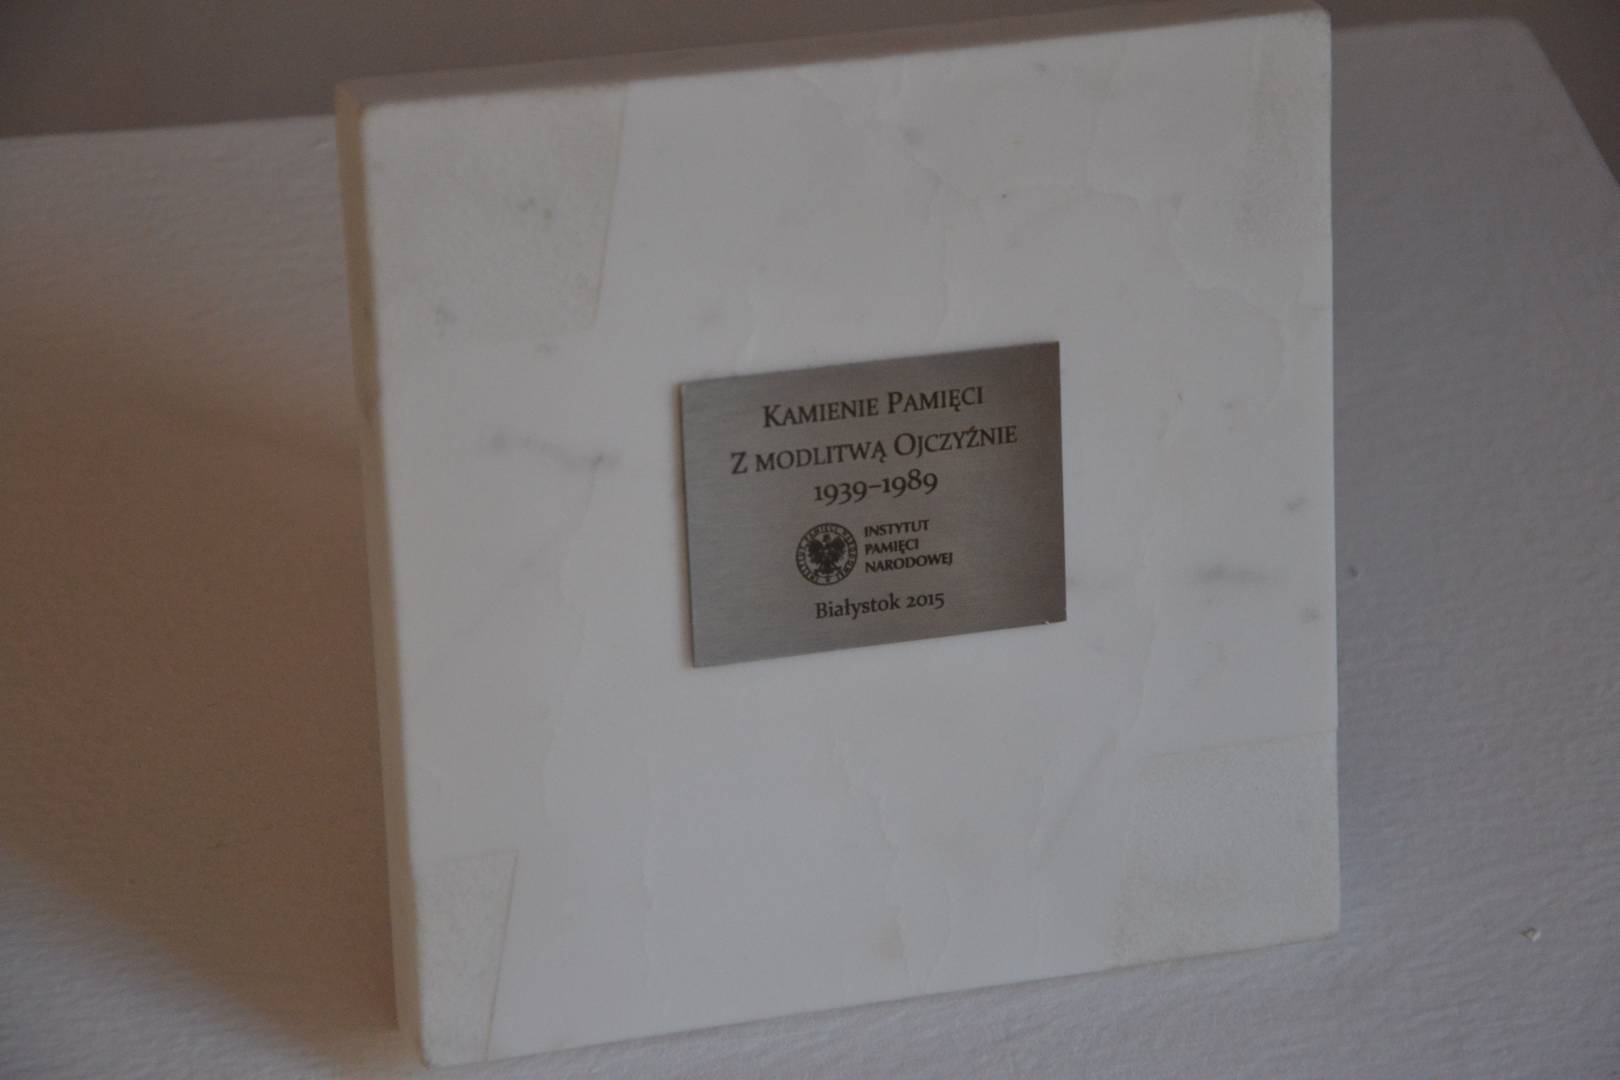 KAMIENIE PAMIĘCI
Z MODLITWĄ OJCZYŹNIE
1939–1989
INSTYTUT
PAMIĘCI
NARODOWEJ
Białystok 2015